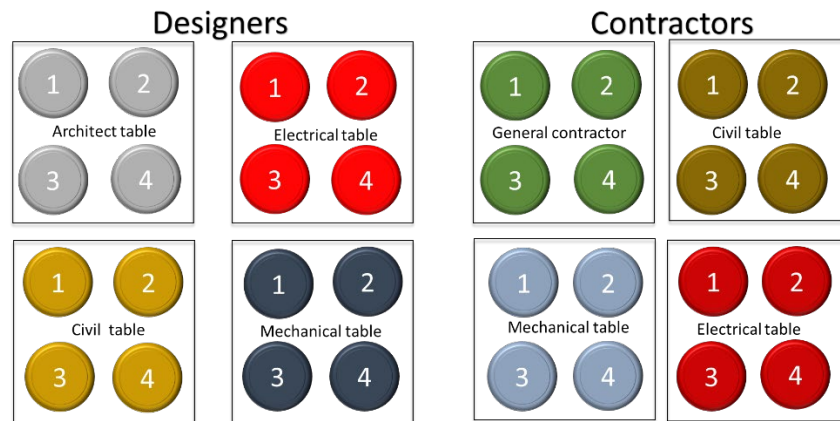 Designers
Contractors
1 2
Architect table
3 4
1 2
Electrical table
3 4
1 2
General contractor
3 4
1 2
Civil table
3 4
1 2
Civil table
3 4
1 2
Mechanical table
3 4
1 2
Mechanical table
3 4
1 2
Electrical table
3 4